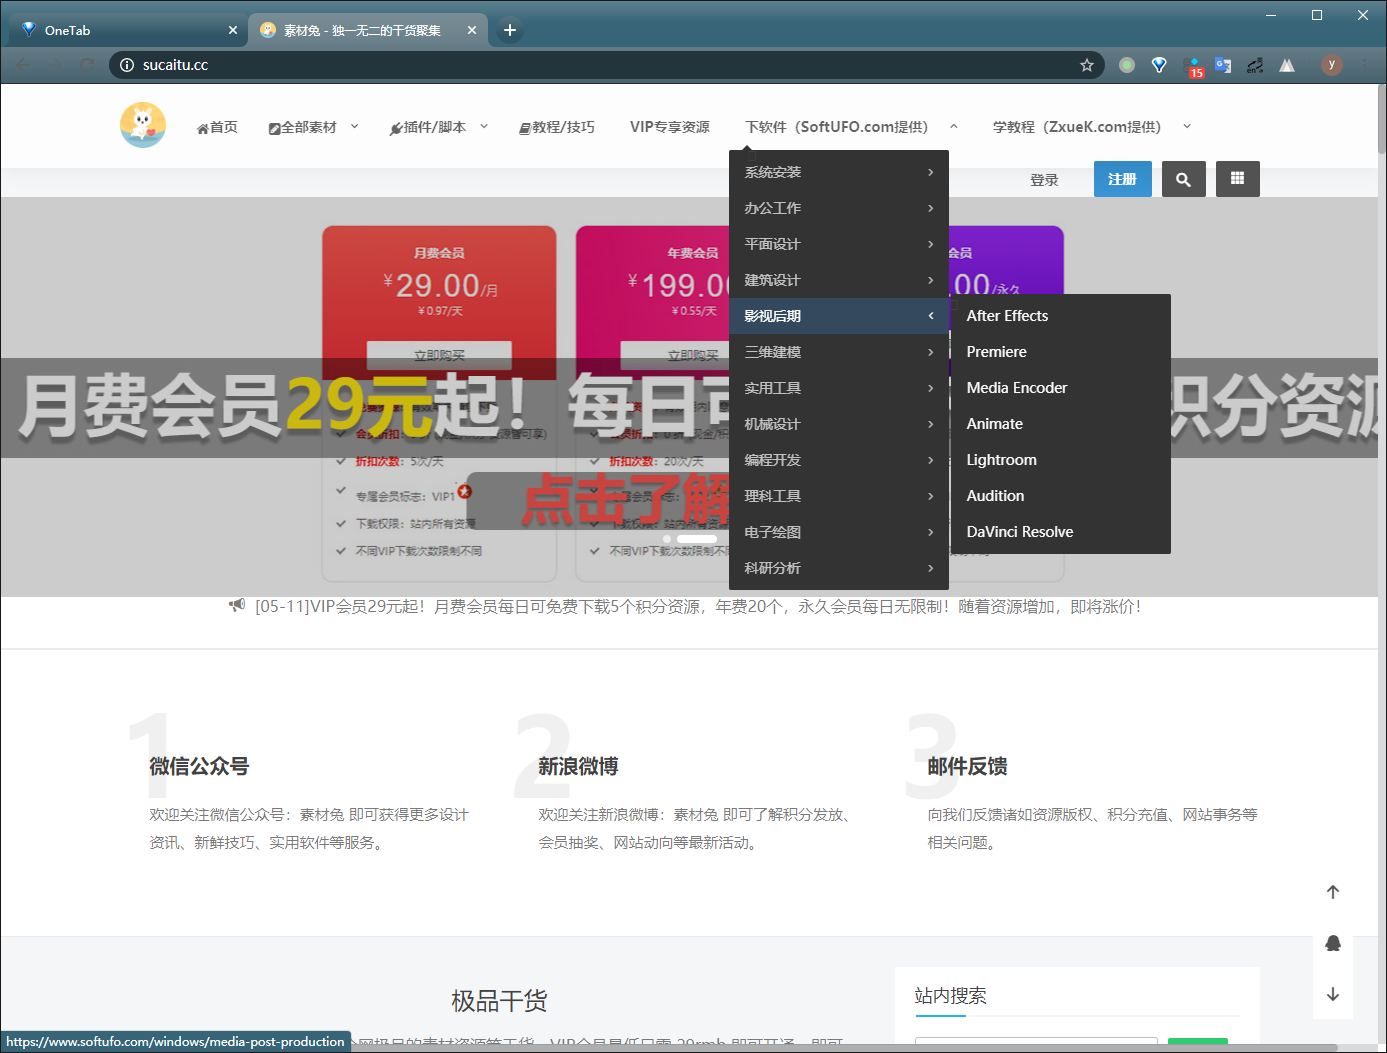 OneTab
素材兔 - 独一无二的干货聚集
sucaitu.cc
15
y
首页
全部素材
插件/脚本
教程/技巧
VIP专享资源
下软件（SoftUFO.com提供）
学教程（ZxueK.com提供）
登录
注册
系统安装
办公工作
平面设计
建筑设计
影视后期
三维建模
实用工具
机械设计
编程开发
理科工具
电子绘图
科研分析
After Effects
Premiere
Media Encoder
Animate
Lightroom
Audition
DaVinci Resolve
月费会员
¥29.00/月
¥0.97/天
立即购买
年费会员
¥199.0
¥0.55/天
立即购买
会员
.00/永久
月费会员29元起！每日可
积分资源
会员折扣：
折扣次数：5次/天
折扣次数：20次/天
专属会员标志：VIP1
点击了解
下载权限：站内所有资源
不同VIP下载次数限制不同
不同VIP下载次数限制
[05-11]VIP会员29元起！月费会员每日可免费下载5个积分资源，年费20个，永久会员每日无限制！随着资源增加，即将涨价！
1
微信公众号
欢迎关注微信公众号：素材兔 即可获得更多设计
资讯、新鲜技巧、实用软件等服务。
2
新浪微博
欢迎关注新浪微博：素材兔 即可了解积分发放、
会员抽奖、网站动向等最新活动。
3
邮件反馈
向我们反馈诸如资源版权、积分充值、网站事务等
相关问题。
极品干货
站内搜索
https://www.softufo.com/windows/media-post-production